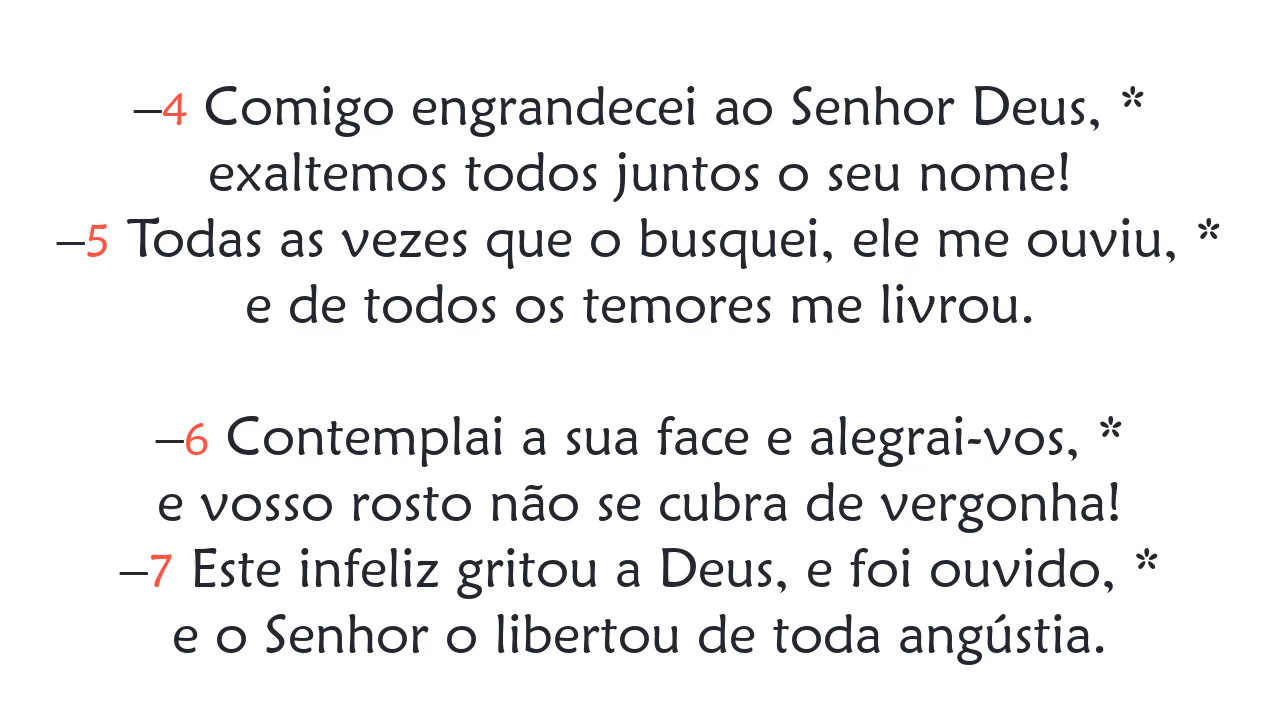 –4 Comigo engrandecei ao Senhor Deus, *
exaltemos todos juntos o seu nome!
–5 Todas as vezes que o busquei, ele me ouviu, *
e de todos os temores me livrou.
–6 Contemplai a sua face e alegrai-vos, *
e vosso rosto não se cubra de vergonha!
–7 Este infeliz gritou a Deus, e foi ouvido, *
e o Senhor o libertou de toda angústia.